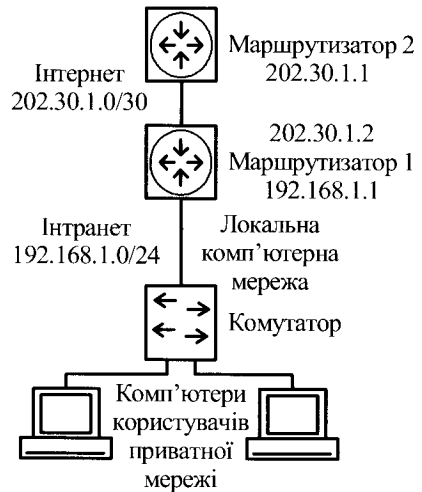 Маршрутизатор 2
202.30.1.1
Інтернет
202.30.1.0/30
202.30.1.2
Маршрутизатор 1
192.168.1.1
Інтранет
192.168.1.0/24
Локальна
комп’ютерна
мережа
Комутатор
Комп’ютери
користувачів
приватної
мережі